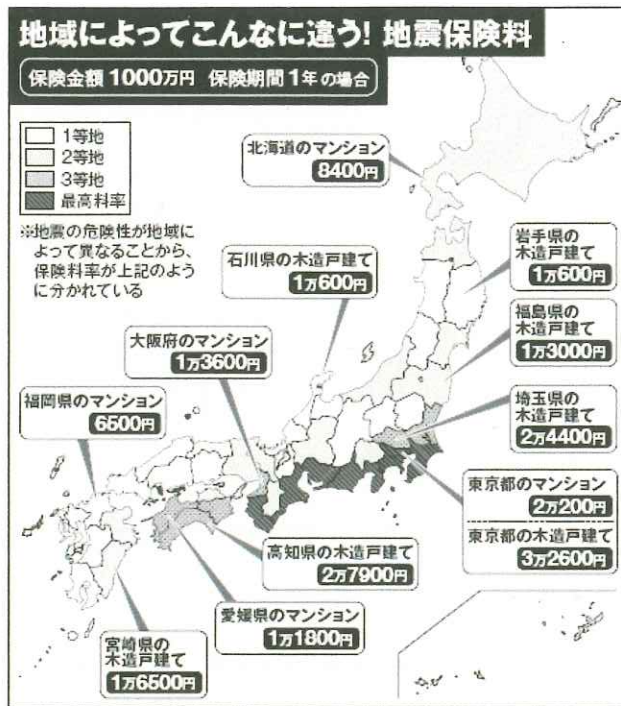 地域によってこんなに違う! 地震保険料
保険金額1000万円 保険期間1年の場合
1等地
2等地
3等地
最高料率
※地震の危険性が地域に
よって異なることから、
保険料率が上記のよう
に分かれている
北海道のマンション
8400円
岩手県の
木造戸建て
1万600円
石川県の木造戸建て
1万600円
福島県の
木造戸建て
1万3000円
大阪府のマンション
1万3600円
埼玉県の
木造戸建て
2万4400円
福岡県のマンション
6500円
東京都のマンション
2万200円
東京都の木造戸建て
3万2600円
高知県の木造戸建て
2万7900円
愛媛県のマンション
1万1800円
宮崎県の
木造戸建て
1万6500円